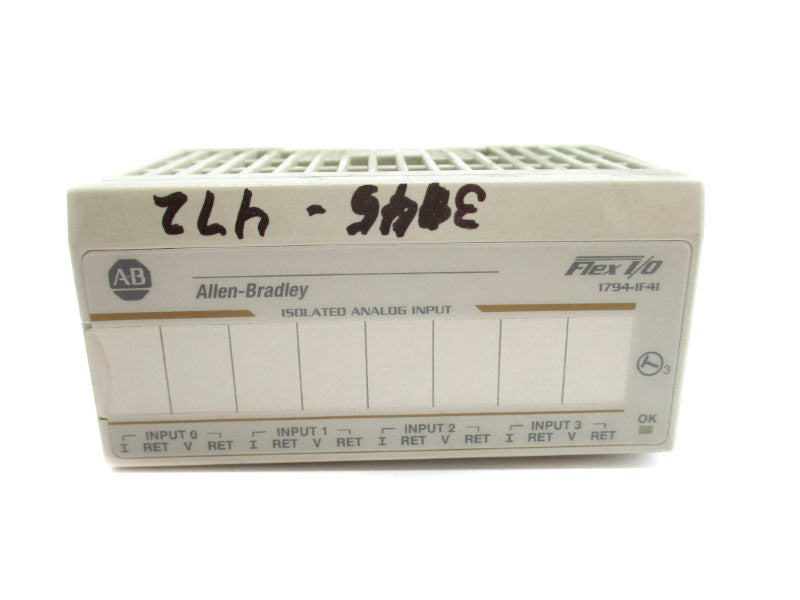 - 472
AB
Allen-Bradley
Flex I/O
1794-IF4I
ISOLATED ANALOG INPUT
3
OK
INPUT 0 INPUT 1 INPUT 2 INPUT 3
I RET V RET I RET V RET I RET V RET I RET V RET